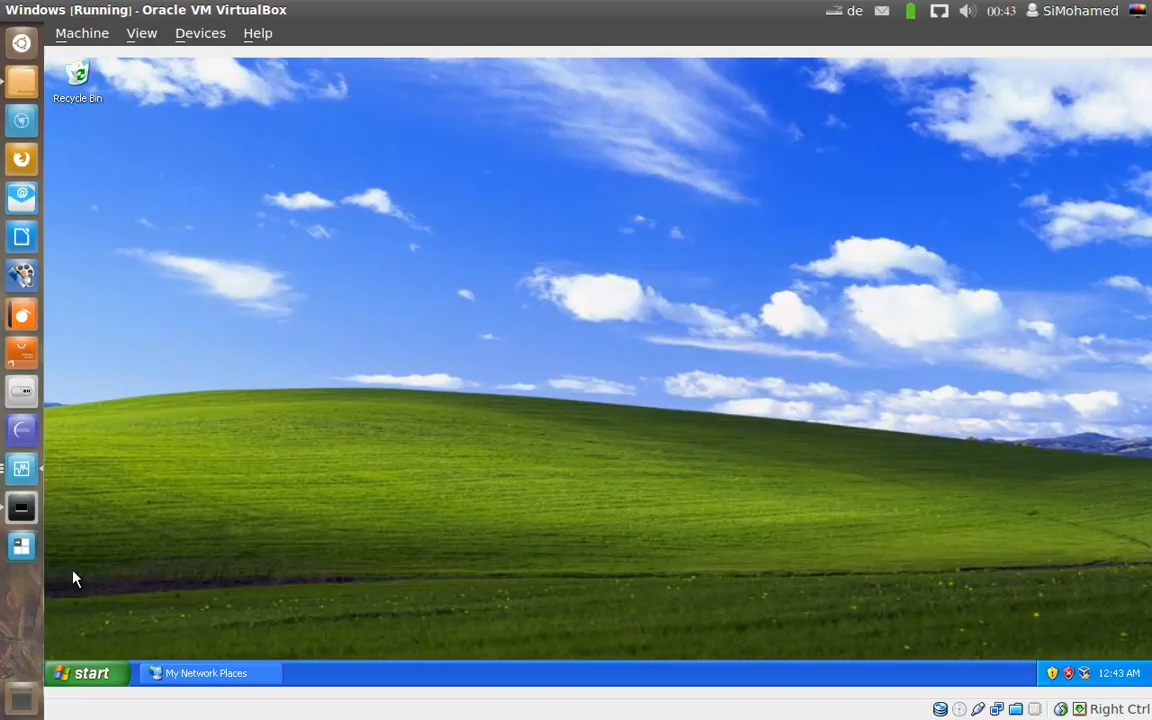 Windows [Running] - Oracle VM VirtualBox
de
00:43
SiMohamed
Machine
View
Devices
Help
Recycle Bin
start
My Network Places
12:43 AM
Right Ctrl